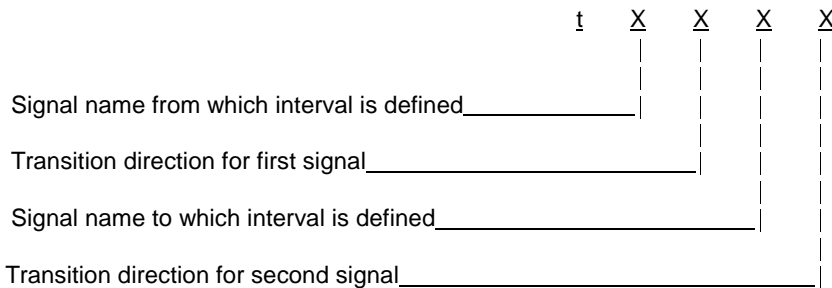 t X X X X
Signal name from which interval is defined
Transition direction for first signal
Signal name to which interval is defined
Transition direction for second signal